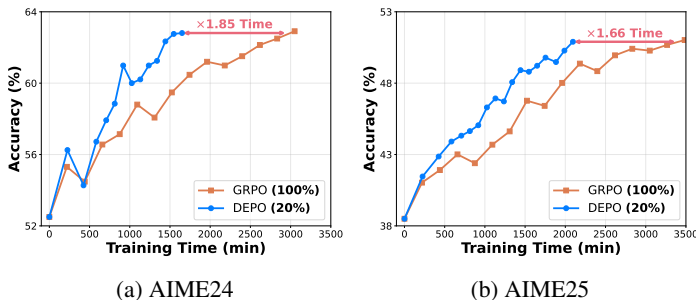 64
60
56
52
Accuracy (%)
×1.85 Time
GRPO (100%)
DEPO (20%)
0 500 1000 1500 2000 2500 3000 3500
Training Time (min)
(a) AIME24
53
48
43
38
Accuracy (%)
×1.66 Time
GRPO (100%)
DEPO (20%)
0 500 1000 1500 2000 2500 3000 3500
Training Time (min)
(b) AIME25